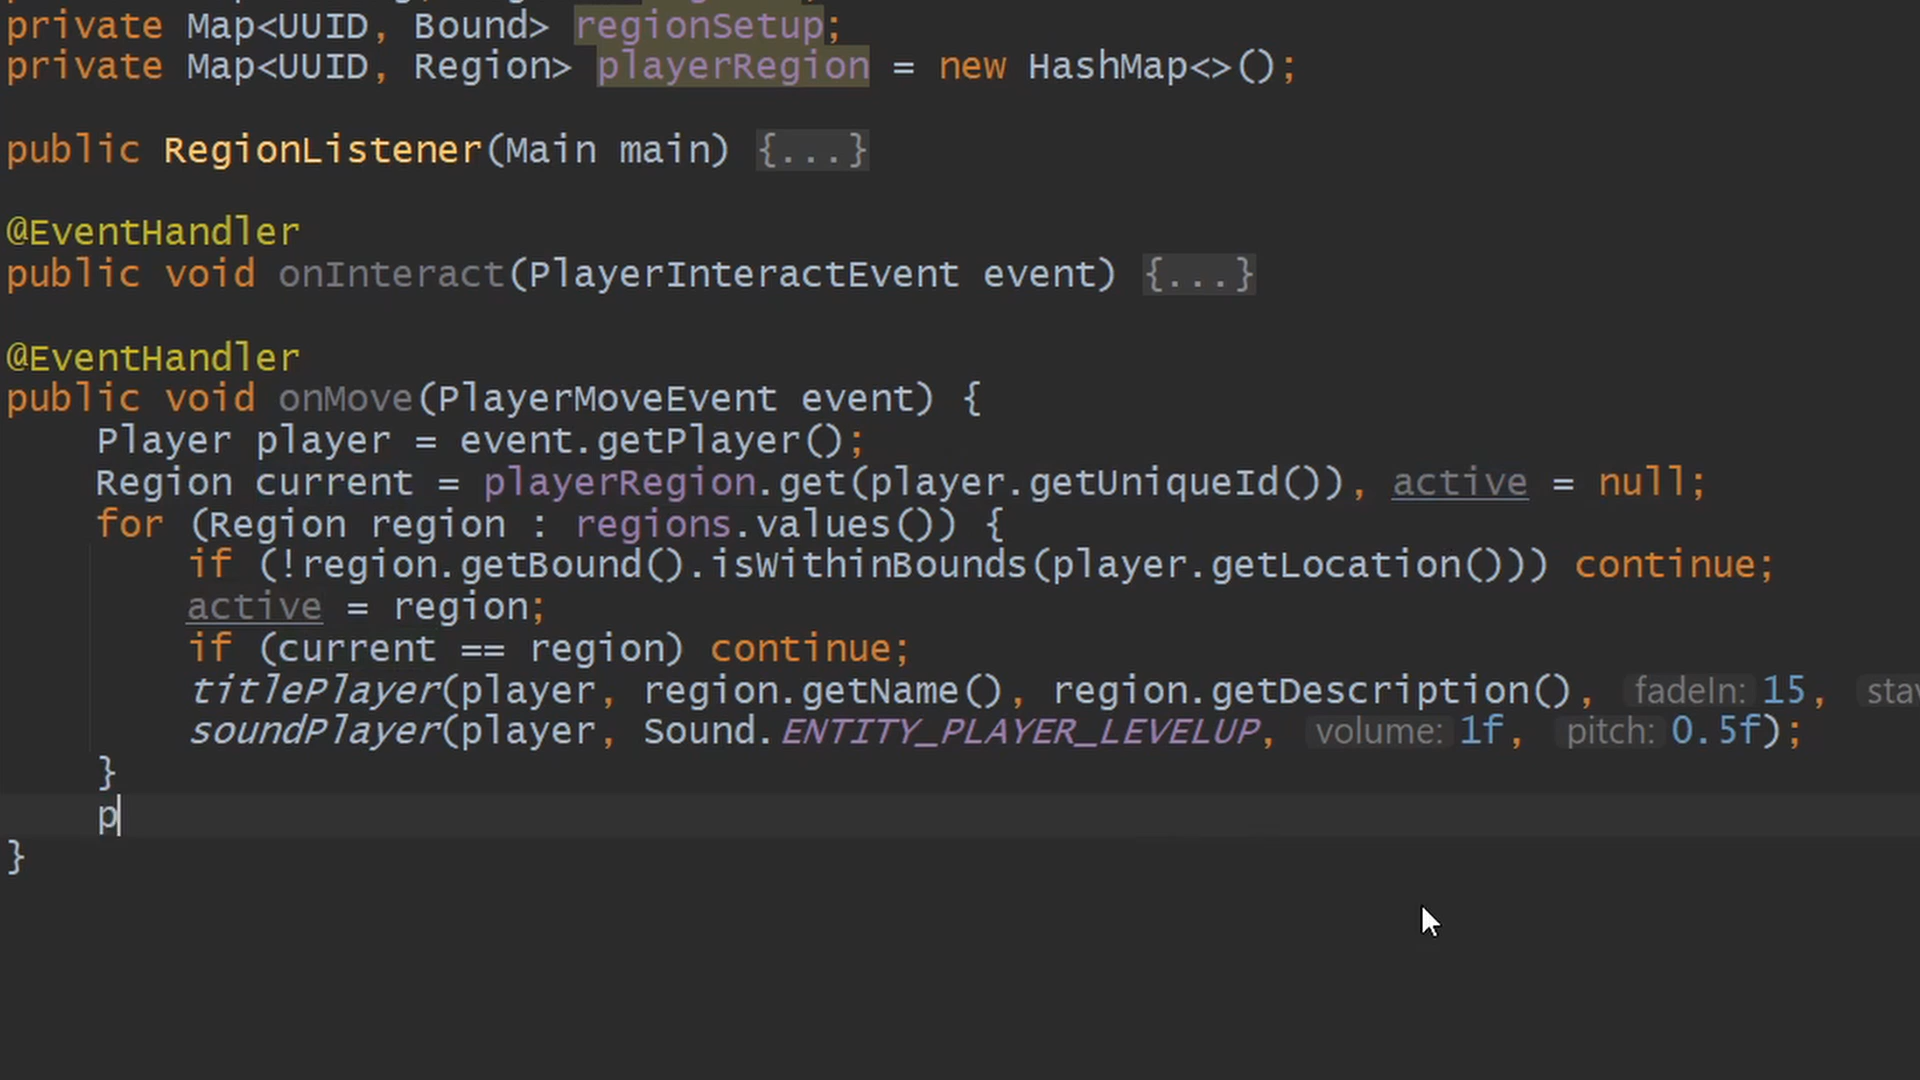 private Map<UUID, Bound> regionSetup;
private Map<UUID, Region> playerRegion = new HashMap<>();
public RegionListener(Main main) {...}
@EventHandler
public void onInteract(PlayerInteractEvent event) {...}
@EventHandler
public void onMove(PlayerMoveEvent event) {
Player player = event.getPlayer();
Region current = playerRegion.get(player.getUniqueId()), active = null;
for (Region region : regions.values()) {
if (!region.getBound().isWithinBounds(player.getLocation())) continue;
active = region;
if (current == region) continue;
titlePlayer(player, region.getName(), region.getDescription(), fadeIn: 15,
soundPlayer(player, Sound.ENTITY_PLAYER_LEVELUP, volume: 1f, pitch: 0.5f);
}
p
}